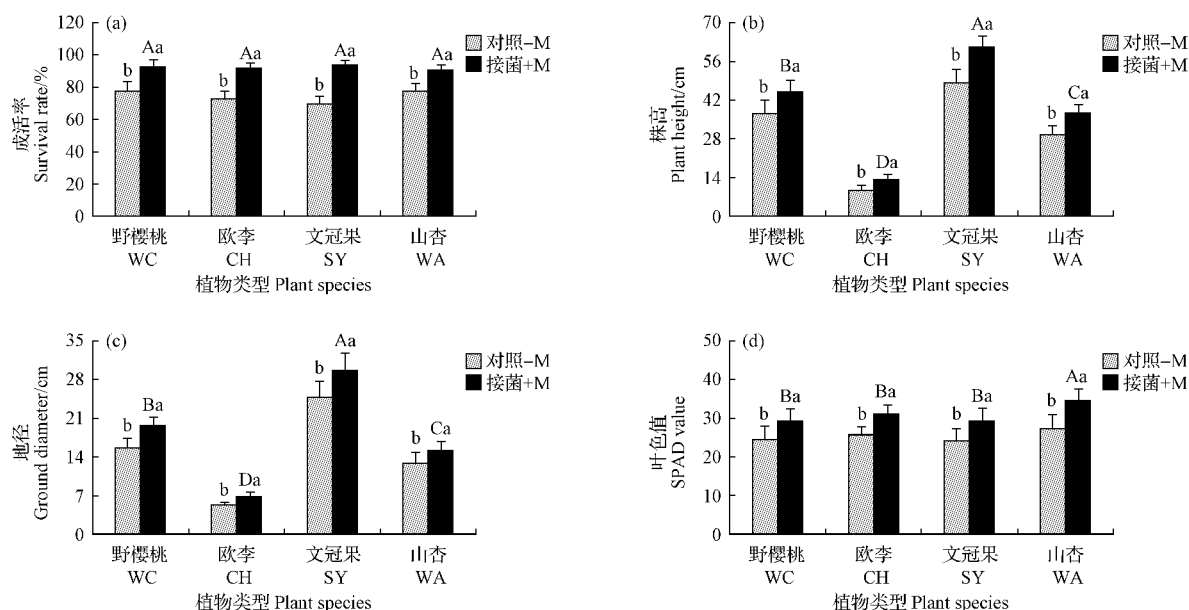 (a)
对照-M
接菌+M
成活率
Survival rate/%
120
100
80
60
40
20
0
b Aa b Aa b Aa b Aa
野樱桃 欧李 文冠果 山杏
WC CH SY WA
植物类型 Plant species
(b)
对照-M
接菌+M
株高
Plant height/cm
70
56
42
28
14
0
b Ba b Da b Aa b Ca
野樱桃 欧李 文冠果 山杏
WC CH SY WA
植物类型 Plant species
(c)
对照-M
接菌+M
地径
Ground diameter/cm
35
28
21
14
7
0
b Ba b Da b Aa b Ca
野樱桃 欧李 文冠果 山杏
WC CH SY WA
植物类型 Plant species
(d)
对照-M
接菌+M
叶色值
SPAD value
50
40
30
20
10
0
b Ba b Ba b Ba b Aa
野樱桃 欧李 文冠果 山杏
WC CH SY WA
植物类型 Plant species